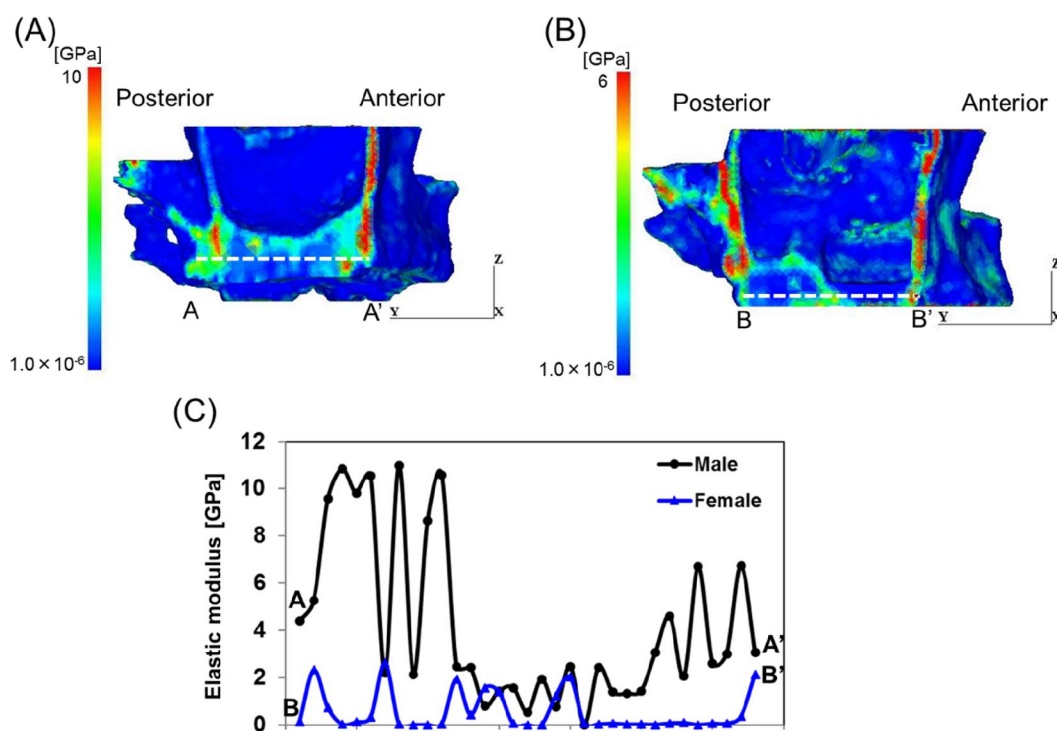 (A)
(B)
[GPa]
10
Posterior
Anterior
1.0 × 10⁻⁶
A
A'
Y
X
Z
[GPa]
6
Posterior
Anterior
1.0 × 10⁻⁶
B
B'
Y
X
Z
(C)
Elastic modulus [GPa]
12
10
8
6
4
2
0
Male
Female
A
B
A'
B'